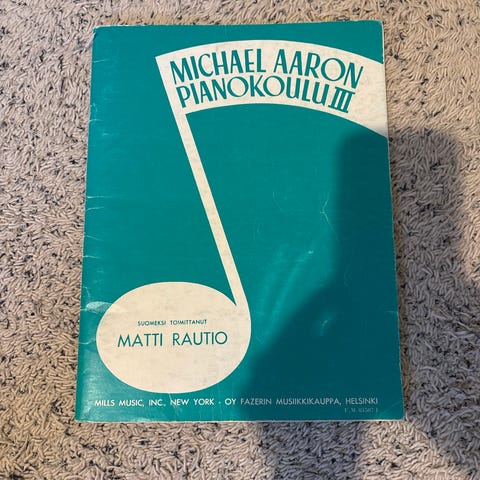 MICHAEL AARON
PIANOKOULU III
SUOMEKSI TOIMITTANUT
MATTI RAUTIO
MILLS MUSIC, INC., NEW YORK - OY FAZERIN MUSIIKKIKAUPPA, HELSINKI